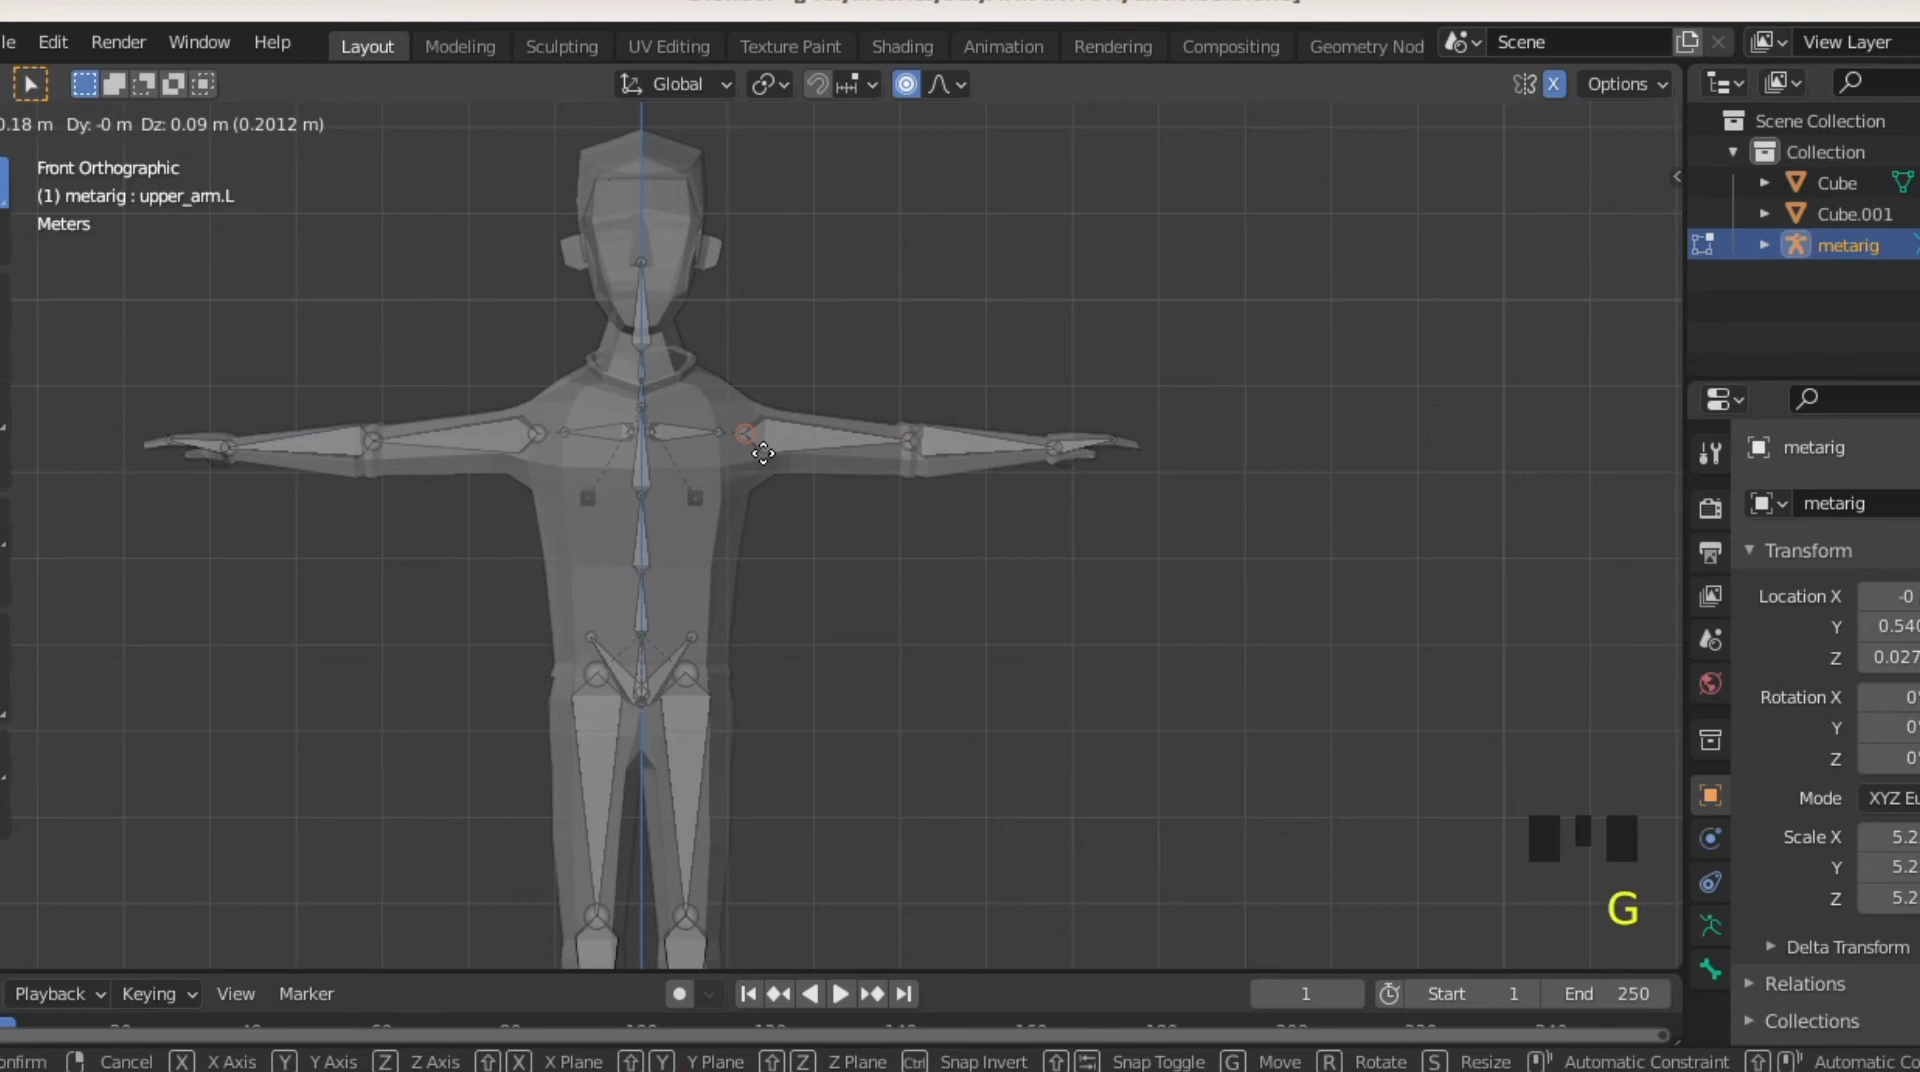 le Edit Render Window Help Layout Modeling Sculpting UV Editing Texture Paint Shading Animation Rendering Compositing Geometry Nod Scene View Layer
Global X Options
0.18 m Dy: -0 m Dz: 0.09 m (0.2012 m)
Scene Collection
Collection
Front Orthographic
(1) metarig : upper_arm.L
Meters
Cube
Cube.001
metarig
metarig
metarig
Transform
Location X -0
Y 0.540
Z 0.027
Rotation X 0°
Y 0°
Z 0°
Mode XYZ Eu
Scale X 5.2
Y 5.2
Z 5.2
G
Delta Transform
Relations
Collections
Playback Keying View Marker 1 Start 1 End 250
onfirm Cancel X X Axis Y Y Axis Z Z Axis X X Plane Y Y Plane Z Z Plane Ctrl Snap Invert Snap Toggle G Move R Rotate S Resize Automatic Constraint Automatic Co